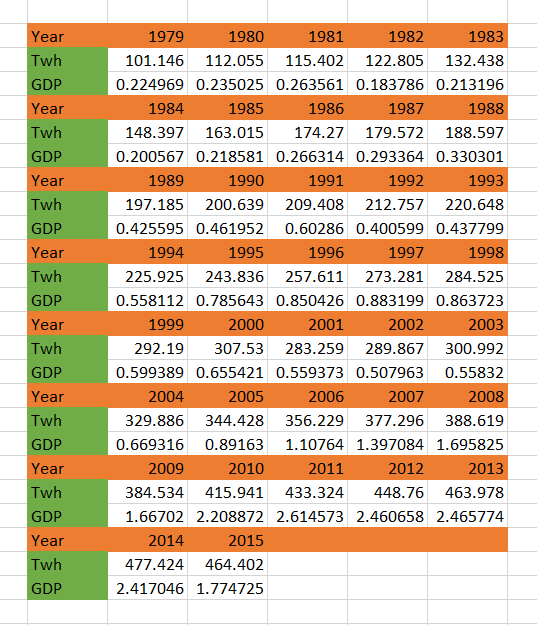 Year 1979 1980 1981 1982 1983
Twh 101.146 112.055 115.402 122.805 132.438
GDP 0.224969 0.235025 0.263561 0.183786 0.213196
Year 1984 1985 1986 1987 1988
Twh 148.397 163.015 174.27 179.572 188.597
GDP 0.200567 0.218581 0.266314 0.293364 0.330301
Year 1989 1990 1991 1992 1993
Twh 197.185 200.639 209.408 212.757 220.648
GDP 0.425595 0.461952 0.60286 0.400599 0.437799
Year 1994 1995 1996 1997 1998
Twh 225.925 243.836 257.611 273.281 284.525
GDP 0.558112 0.785643 0.850426 0.883199 0.863723
Year 1999 2000 2001 2002 2003
Twh 292.19 307.53 283.259 289.867 300.992
GDP 0.599389 0.655421 0.559373 0.507963 0.55832
Year 2004 2005 2006 2007 2008
Twh 329.886 344.428 356.229 377.296 388.619
GDP 0.669316 0.89163 1.10764 1.397084 1.695825
Year 2009 2010 2011 2012 2013
Twh 384.534 415.941 433.324 448.76 463.978
GDP 1.66702 2.208872 2.614573 2.460658 2.465774
Year 2014 2015
Twh 477.424 464.402
GDP 2.417046 1.774725